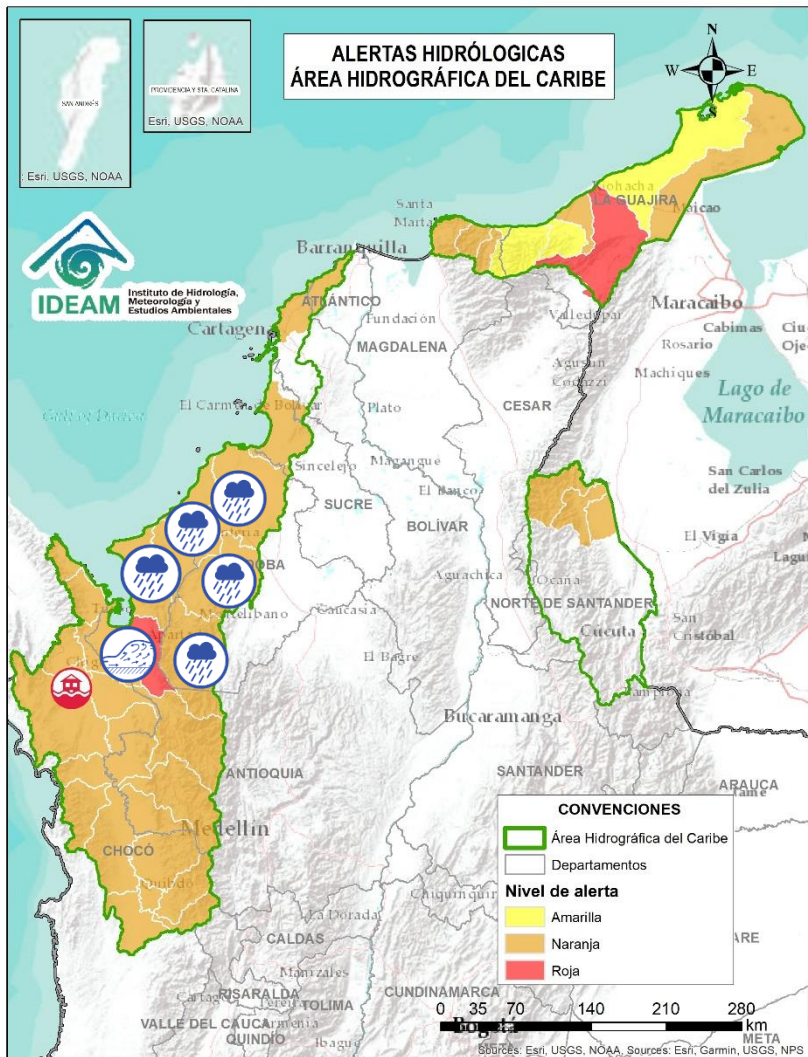 ALERTAS HIDRÓLOGICAS
ÁREA HIDROGRÁFICA DEL CARIBE
N
W E
S
SAN ANDRÉS
: Esri, USGS, NOAA
PROVIDENCIA Y STA. CATALINA
Esri, USGS, NOAA
IDEAM
Instituto de Hidrología,
Meteorología y
Estudios Ambientales
Santa
Marta
LA GUAJIRA
Maicao
Barranquilla
ATLÁNTICO
Cartagen
Fundación
MAGDALENA
Valledupar
Maracaibo
Cabimas
Rosario
Machiques
Lago de
Maracaibo
Agustín
Codazzi
CESAR
El Carmen de Bolívar
Plato
Sincelejo
Magangué
El Banco
SUCRE
BOLÍVAR
San Carlos
del Zulia
El Vigía
Aguachica
Ocaña
NORTE DE SANTANDER
Cúcuta
San
Cristóbal
Caucasia
El Bagre
Pamplona
Bucaramanga
SANTANDER
ANTIOQUIA
Medellín
CHOCÓ
Quibdó
ARAUCA
La Dorada
CALDAS
Manizales
RISARALDA
TOLIMA
CUNDINAMARCA
VALLE DEL CAUCA
Armenia
QUINDÍO
Ibagué
Bogotá
META
CONVENCIONES
Área Hidrográfica del Caribe
Departamentos
Nivel de alerta
Amarilla
Naranja
Roja
0 35 70 140 210 280
km
Sources: Esri, USGS, NOAA, Sources: Esri, Garmin, USGS, NPS